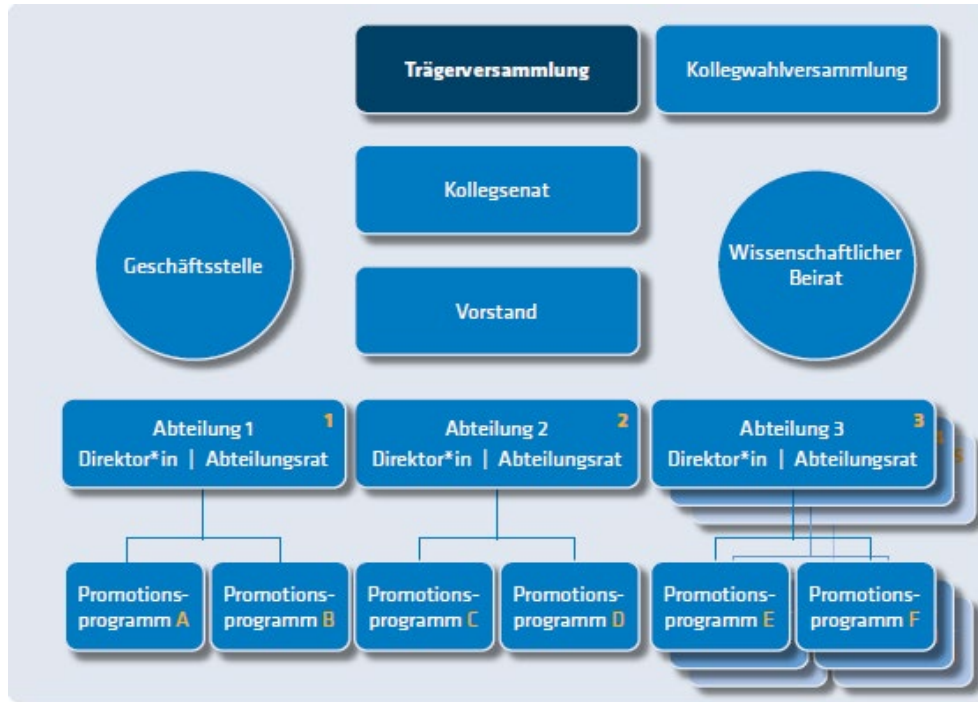 Trägerversammlung
Kollegwahlversammlung
Kollegsenat
Geschäftsstelle
Wissenschaftlicher
Beirat
Vorstand
Abteilung 1
1
Direktor*in | Abteilungsrat
Abteilung 2
2
Direktor*in | Abteilungsrat
Abteilung 3
3
Direktor*in | Abteilungsrat
Promotions-
programm A
Promotions-
programm B
Promotions-
programm C
Promotions-
programm D
Promotions-
programm E
Promotions-
programm F